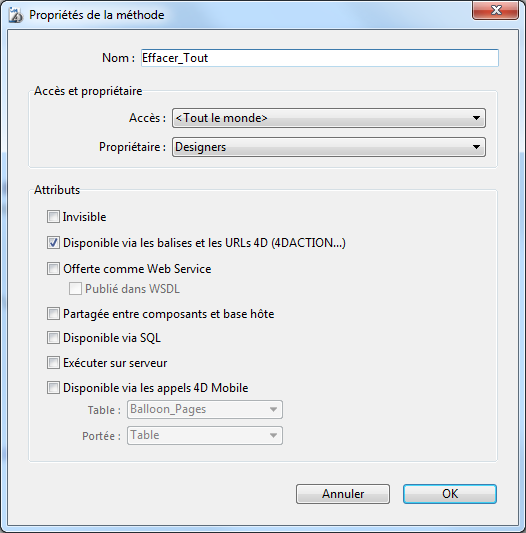 Propriétés de la méthode
Nom : Effacer_Tout
Accès et propriétaire
Accès : <Tout le monde>
Propriétaire : Designers
Attributs
Invisible
Disponible via les balises et les URLs 4D (4DACTION...)
Offerte comme Web Service
Publié dans WSDL
Partagée entre composants et base hôte
Disponible via SQL
Exécuter sur serveur
Disponible via les appels 4D Mobile
Table : Balloon_Pages
Portée : Table
Annuler OK